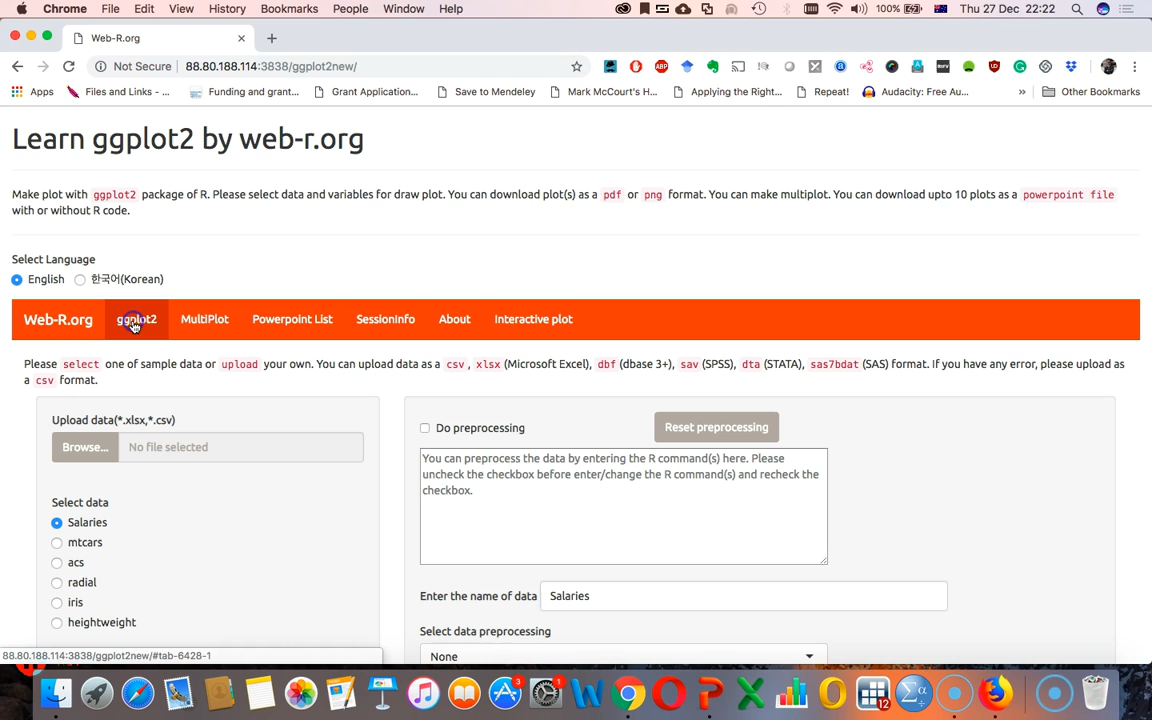 Chrome File Edit View History Bookmarks People Window Help 100% Thu 27 Dec 22:22
Web-R.org
Not Secure 88.80.188.114:3838/ggplot2new/
Apps Files and Links - ... Funding and grant... Grant Application... Save to Mendeley Mark McCourt's H... Applying the Right... Repeat! Audacity: Free Au... » Other Bookmarks
Learn ggplot2 by web-r.org
Make plot with ggplot2 package of R. Please select data and variables for draw plot. You can download plot(s) as a pdf or png format. You can make multiplot. You can download upto 10 plots as a powerpoint file
with or without R code.
Select Language
English 한국어(Korean)
Web-R.org ggplot2 MultiPlot Powerpoint List SessionInfo About Interactive plot
Please select one of sample data or upload your own. You can upload data as a csv, xlsx (Microsoft Excel), dbf (dbase 3+), sav (SPSS), dta (STATA), sas7bdat (SAS) format. If you have any error, please upload as
a csv format.
Upload data(*.xlsx,*.csv)
Browse... No file selected
Select data
Salaries
mtcars
acs
radial
iris
heightweight
Do preprocessing Reset preprocessing
You can preprocess the data by entering the R command(s) here. Please
uncheck the checkbox before enter/change the R command(s) and recheck the
checkbox.
Enter the name of data Salaries
Select data preprocessing
None
88.80.188.114:3838/ggplot2new/#tab-6428-1
3 1 12